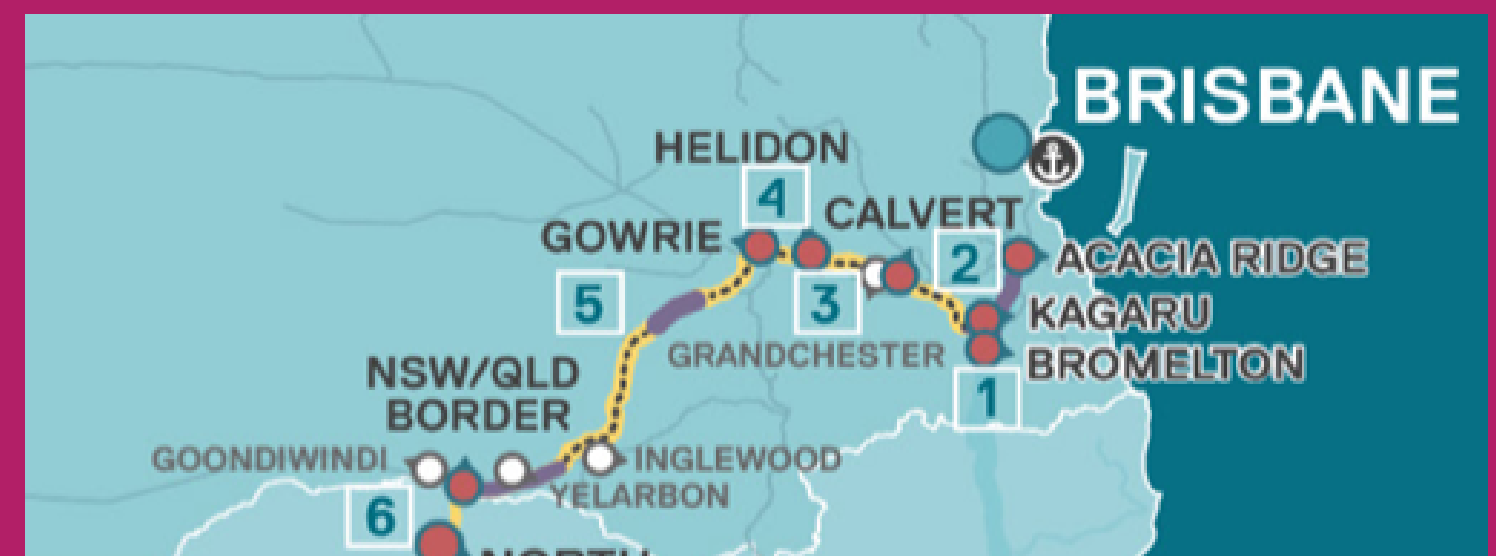 BRISBANE
HELIDON
4
CALVERT
GOWRIE
2
ACACIA RIDGE
5
3
KAGARU
GRANDCHESTER
BROMELTON
NSW/QLD
BORDER
1
GOONDIWINDI
INGLEWOOD
YELARBON
6
NORTH